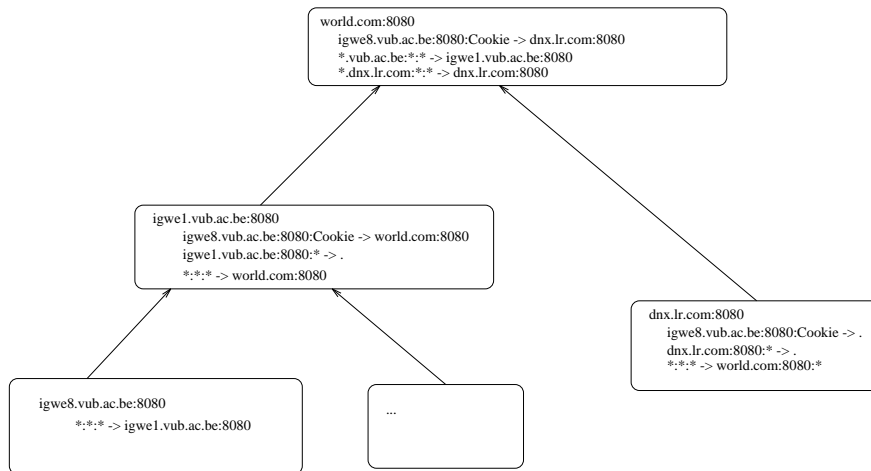 world.com:8080
igwe8.vub.ac.be:8080:Cookie -> dnx.lr.com:8080
*.vub.ac.be:*:* -> igwe1.vub.ac.be:8080
*.dnx.lr.com:*:* -> dnx.lr.com:8080
igwe1.vub.ac.be:8080
igwe8.vub.ac.be:8080:Cookie -> world.com:8080
igwe1.vub.ac.be:8080:* -> .
*:*:* -> world.com:8080
dnx.lr.com:8080
igwe8.vub.ac.be:8080:Cookie -> .
dnx.lr.com:8080:* -> .
*:*:* -> world.com:8080:*
igwe8.vub.ac.be:8080
*:*:* -> igwe1.vub.ac.be:8080
...